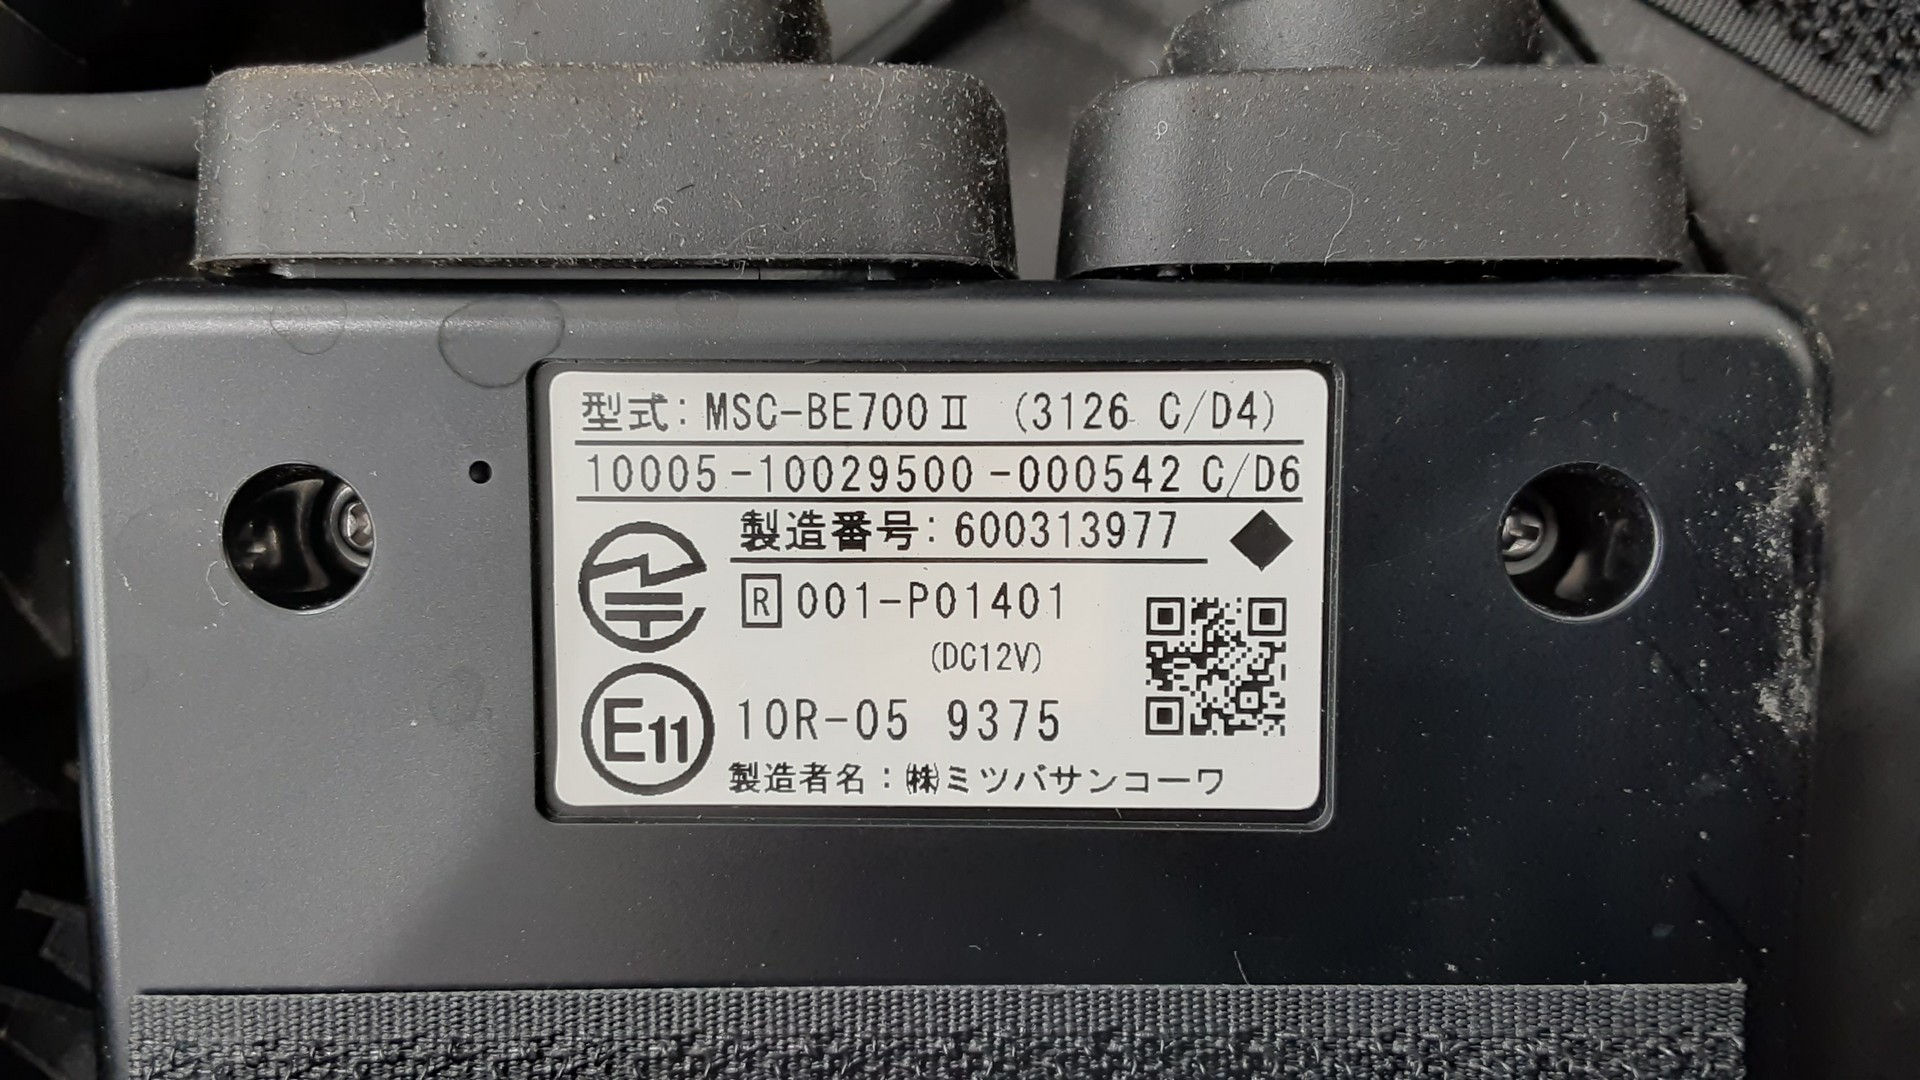 型式: MSC-BE700Ⅱ (3126 C/D4)
10005-10029500-000542 C/D6
製造番号: 600313977
R 001-P01401
(DC12V)
E11 10R-05 9375
製造者名：㈱ミツバサンコーワ